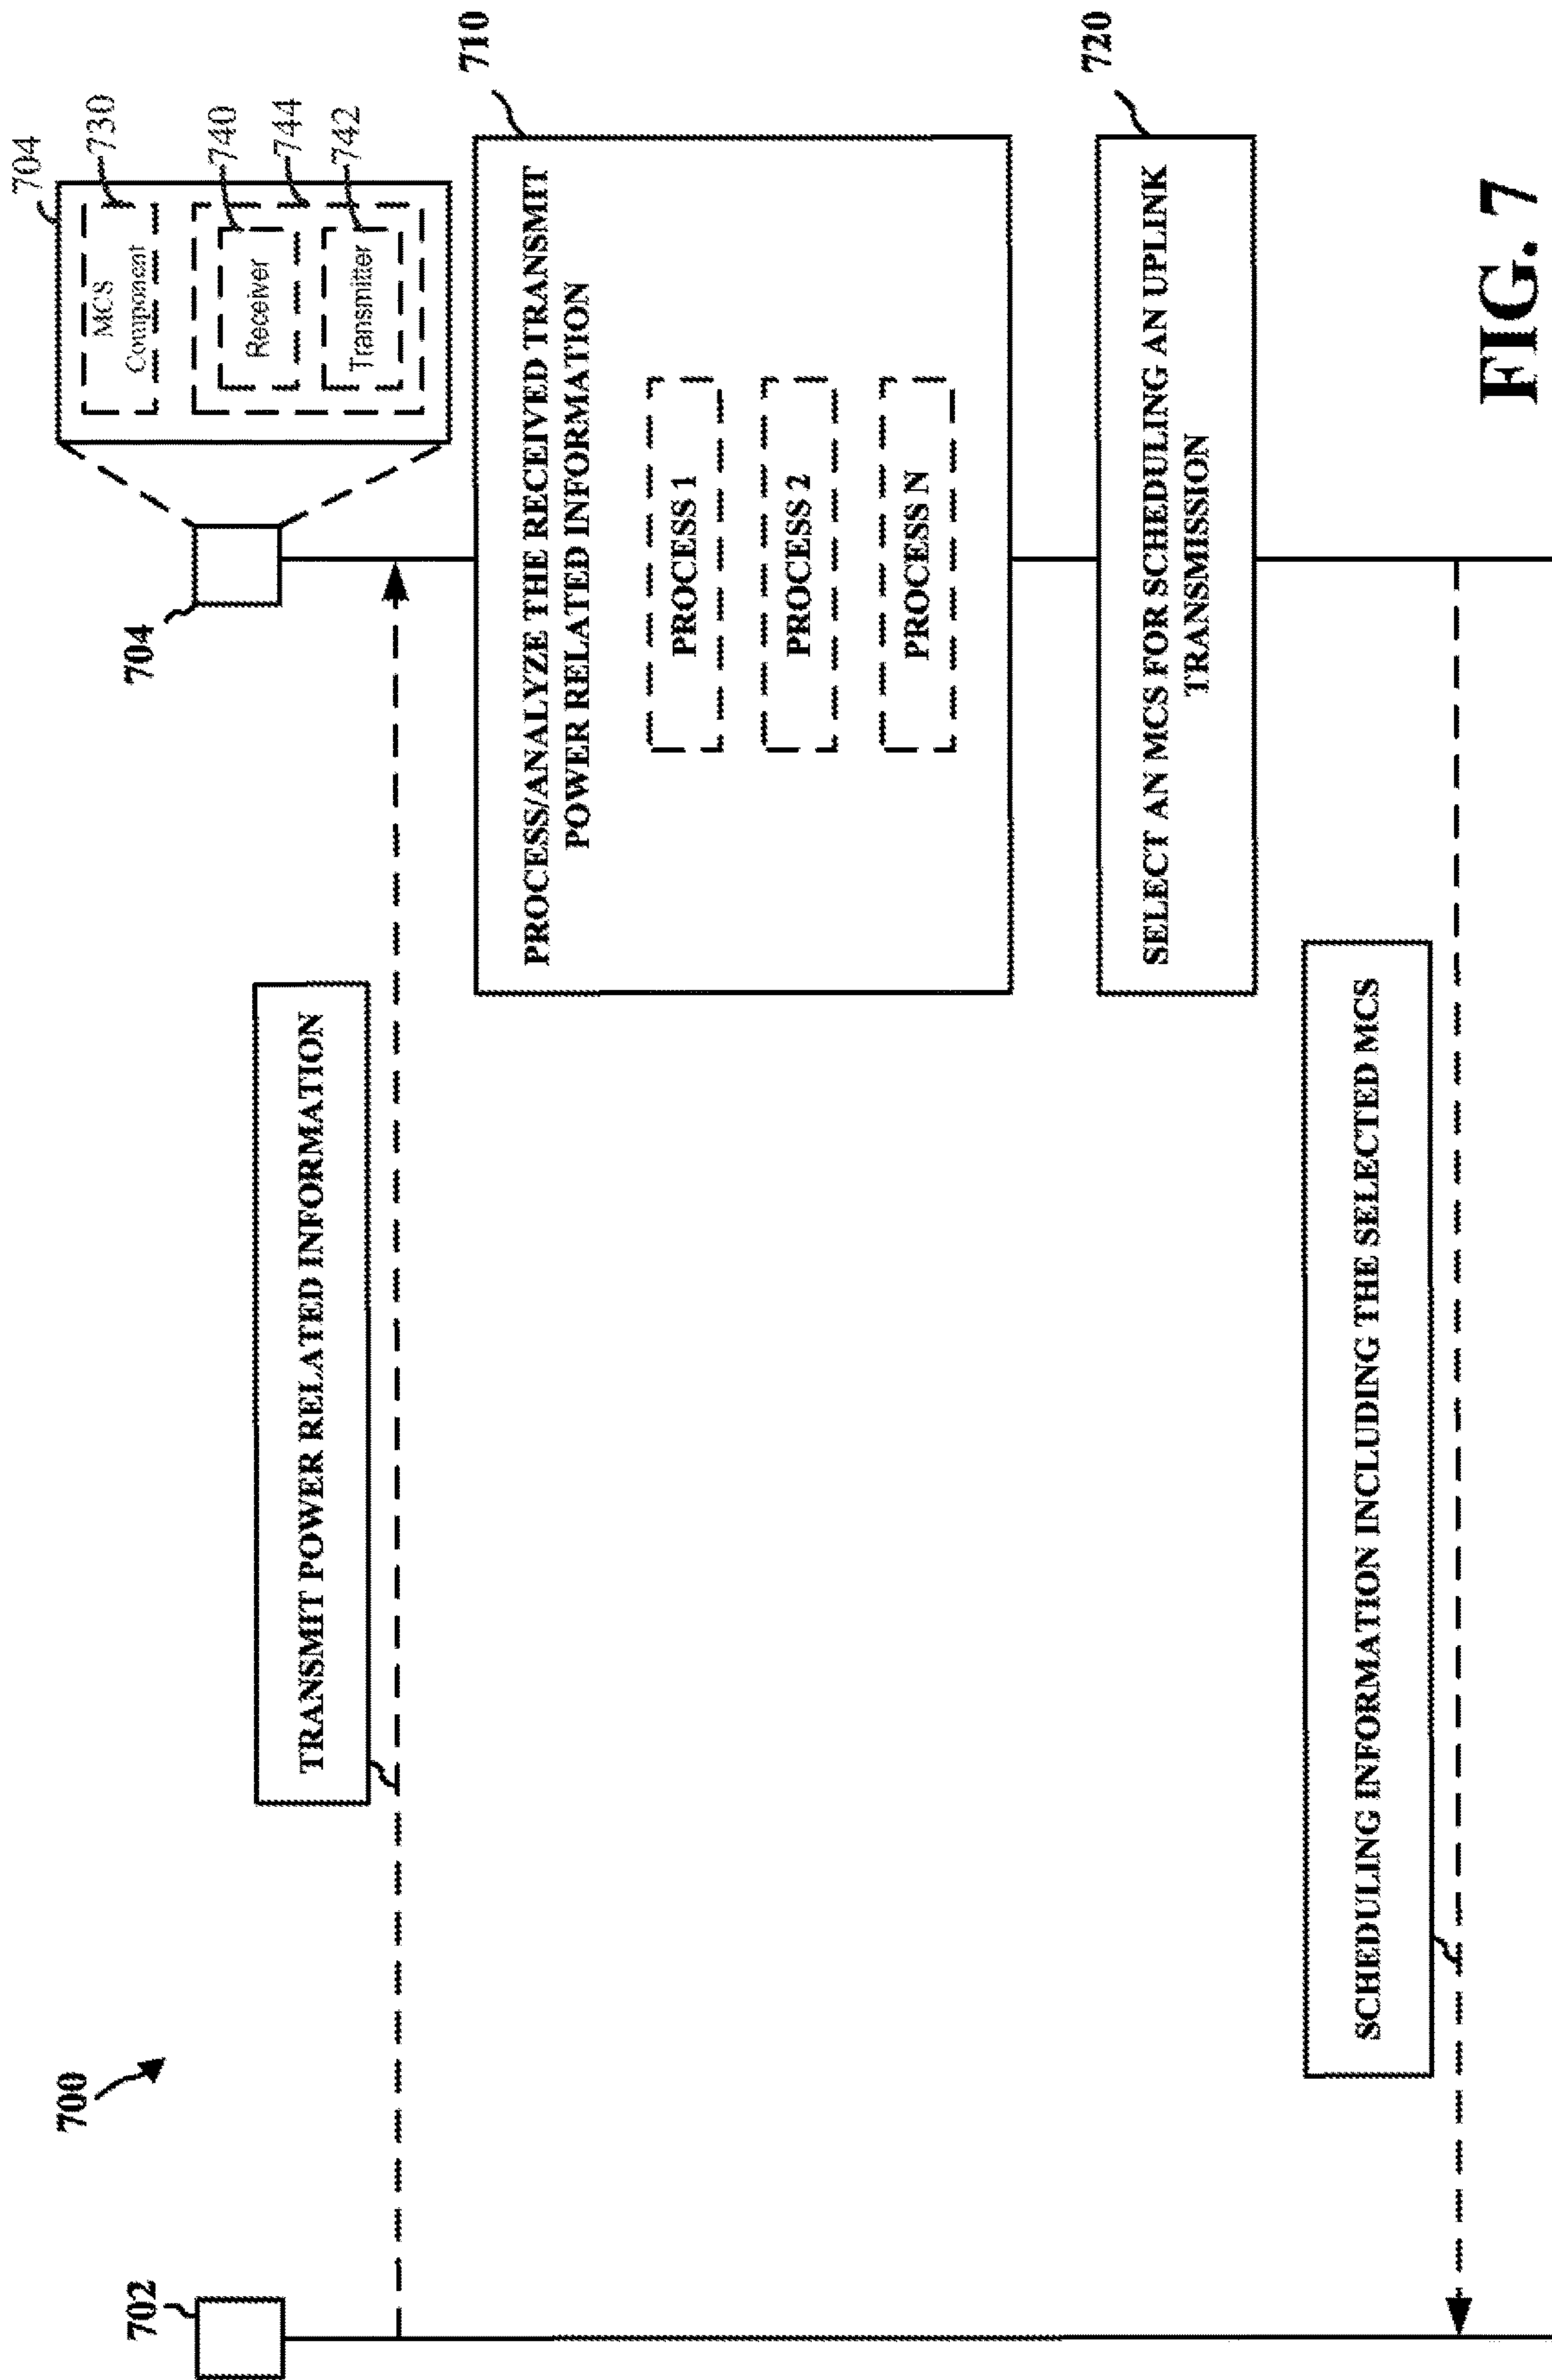 700
702
704
704
MCS
Component
730
Receiver
740
744
Transmitter
742
TRANSMIT POWER RELATED INFORMATION
710
PROCESS/ANALYZE THE RECEIVED TRANSMIT
POWER RELATED INFORMATION
PROCESS 1
PROCESS 2
PROCESS N
720
SELECT AN MCS FOR SCHEDULING AN UPLINK
TRANSMISSION
SCHEDULING INFORMATION INCLUDING THE SELECTED MCS
FIG. 7